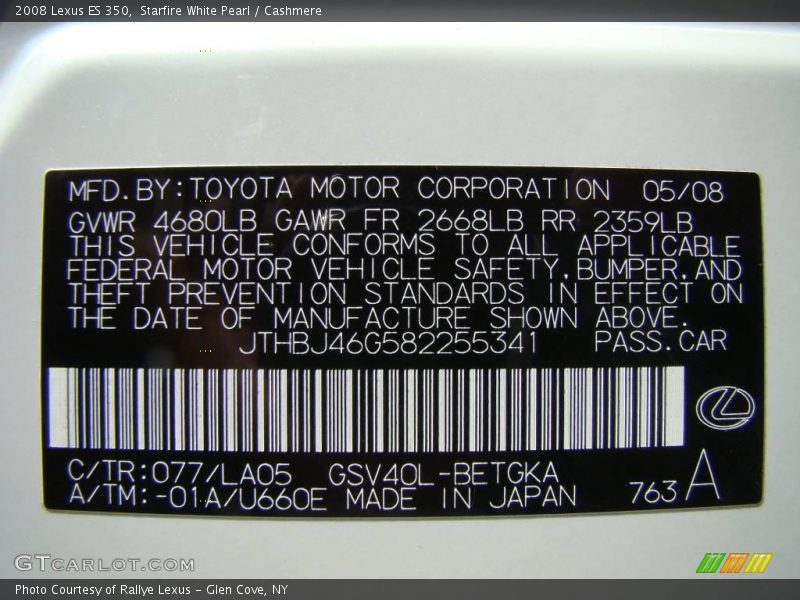 2008 Lexus ES 350, Starfire White Pearl / Cashmere
MFD.BY:TOYOTA MOTOR CORPORATION 05/08
GVWR 4680LB GAWR FR 2668LB RR 2359LB
THIS VEHICLE CONFORMS TO ALL APPLICABLE
FEDERAL MOTOR VEHICLE SAFETY,BUMPER,AND
THEFT PREVENTION STANDARDS IN EFFECT ON
THE DATE OF MANUFACTURE SHOWN ABOVE.
JTHBJ46G582255341 PASS.CAR
C/TR:077/LA05 GSV40L-BETGKA
A/TM:-01A/U660E MADE IN JAPAN 763 A
GTCARLOT.COM
Photo Courtesy of Rallye Lexus - Glen Cove, NY